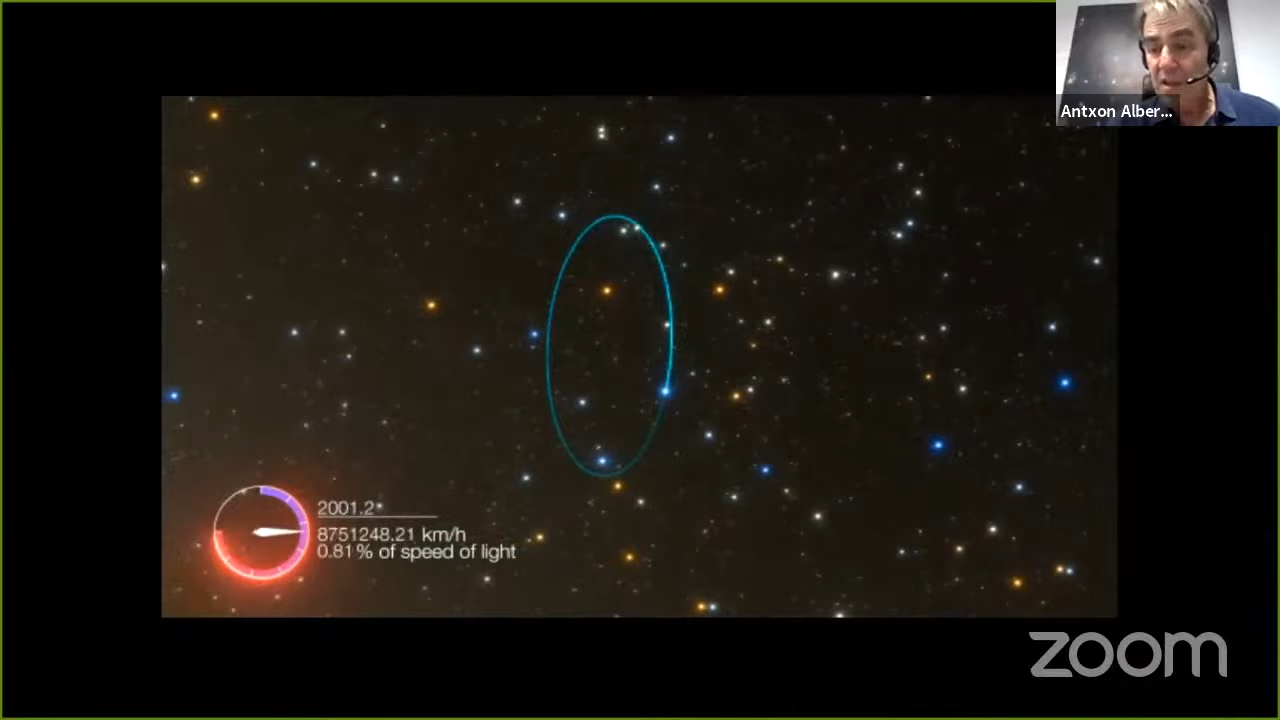 Antxon Alber...
2001.2
8751248.21 km/h
0.81% of speed of light
zoom